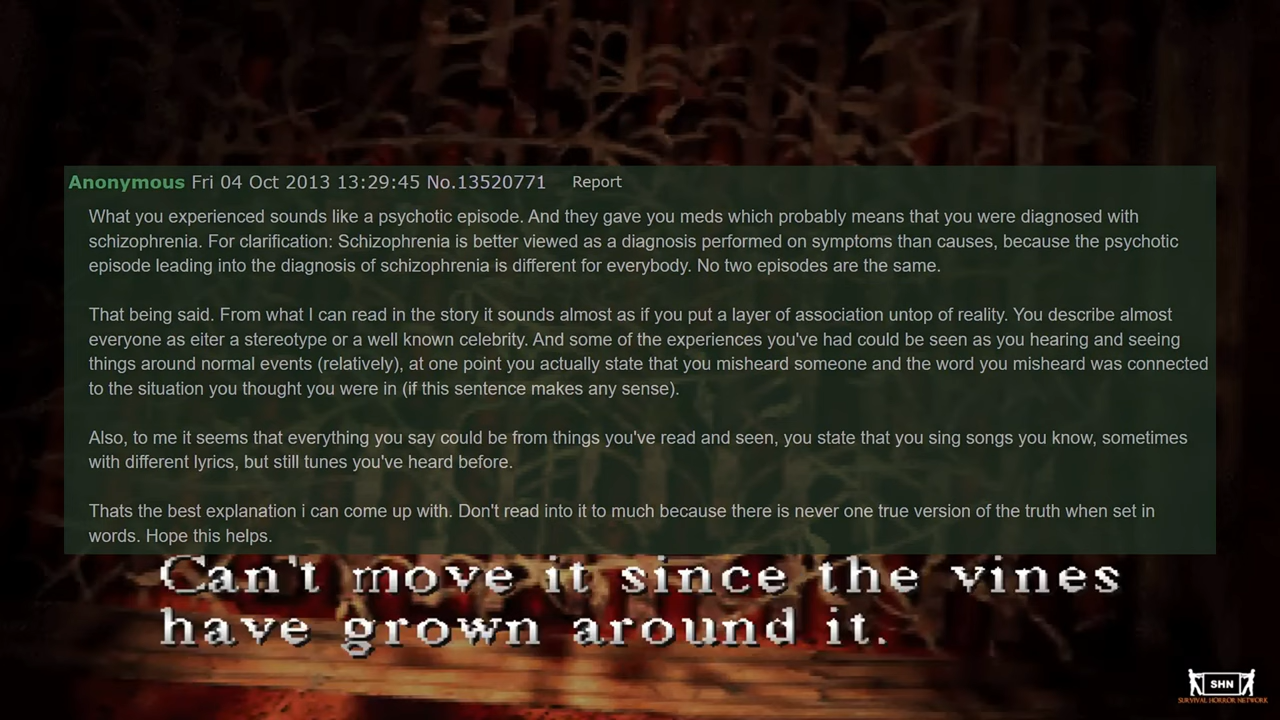 Anonymous Fri 04 Oct 2013 13:29:45 No.13520771 Report
What you experienced sounds like a psychotic episode. And they gave you meds which probably means that you were diagnosed with
schizophrenia. For clarification: Schizophrenia is better viewed as a diagnosis performed on symptoms than causes, because the psychotic
episode leading into the diagnosis of schizophrenia is different for everybody. No two episodes are the same.
That being said. From what I can read in the story it sounds almost as if you put a layer of association untop of reality. You describe almost
everyone as eiter a stereotype or a well known celebrity. And some of the experiences you've had could be seen as you hearing and seeing
things around normal events (relatively), at one point you actually state that you misheard someone and the word you misheard was connected
to the situation you thought you were in (if this sentence makes any sense).
Also, to me it seems that everything you say could be from things you've read and seen, you state that you sing songs you know, sometimes
with different lyrics, but still tunes you've heard before.
Thats the best explanation i can come up with. Don't read into it to much because there is never one true version of the truth when set in
words. Hope this helps.
Can't move it since the vines
have grown around it.
SHN
SURVIVAL HORROR NETWORK